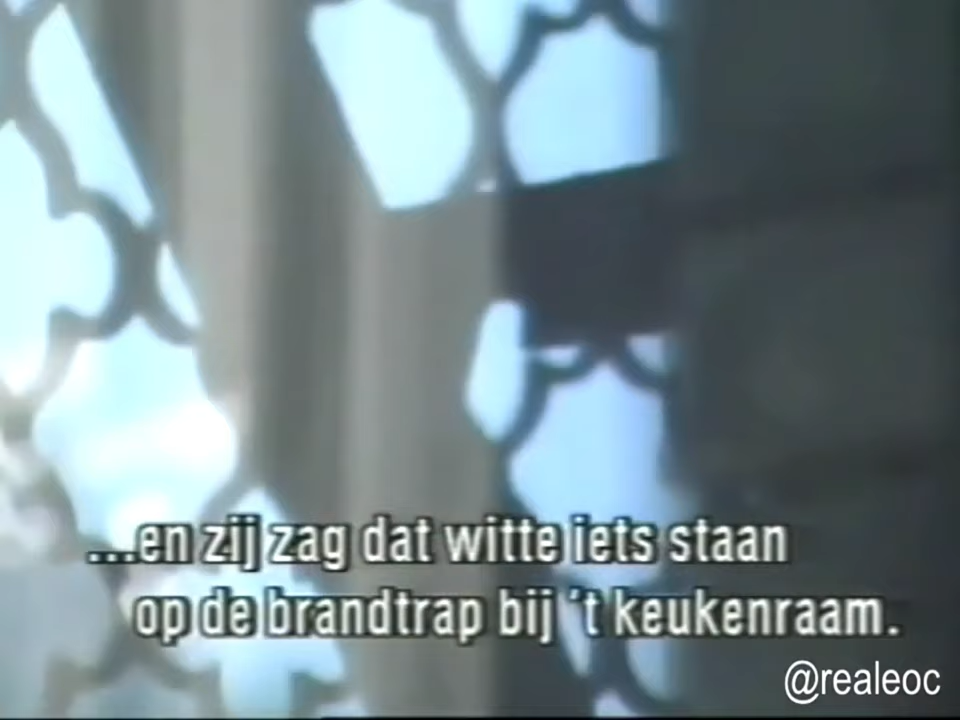 ...en zij zag dat witte iets staan
op de brandtrap bij 't keukenraam.
@realeoc